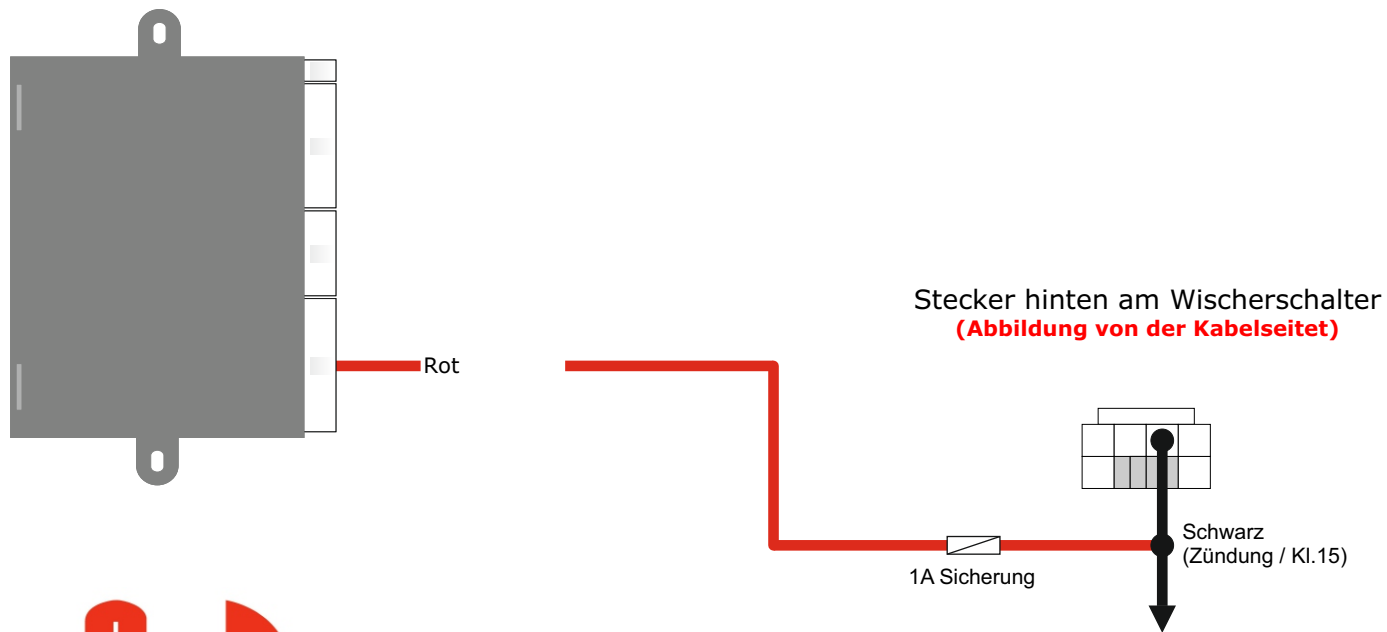 Stecker hinten am Wischerschalter
(Abbildung von der Kabelseitet)
Rot
Schwarz
(Zündung / Kl.15)
1A Sicherung